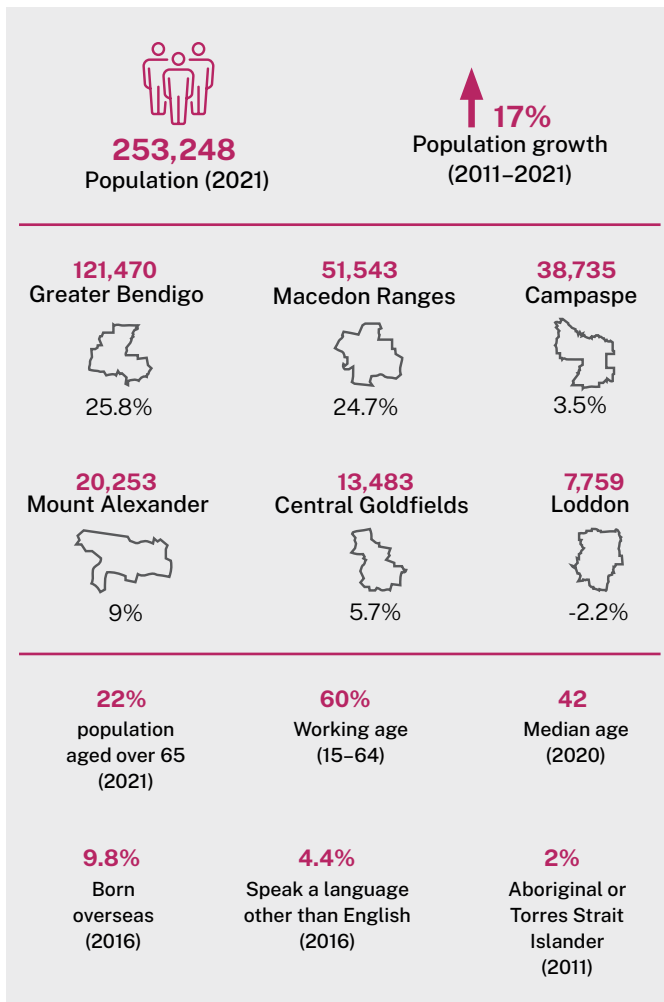 253,248
Population (2021)
17%
Population growth
(2011–2021)
121,470
Greater Bendigo
25.8%
51,543
Macedon Ranges
24.7%
38,735
Campaspe
3.5%
20,253
Mount Alexander
9%
13,483
Central Goldfields
5.7%
7,759
Loddon
-2.2%
22%
population
aged over 65
(2021)
60%
Working age
(15–64)
42
Median age
(2020)
9.8%
Born
overseas
(2016)
4.4%
Speak a language
other than English
(2016)
2%
Aboriginal or
Torres Strait
Islander
(2011)